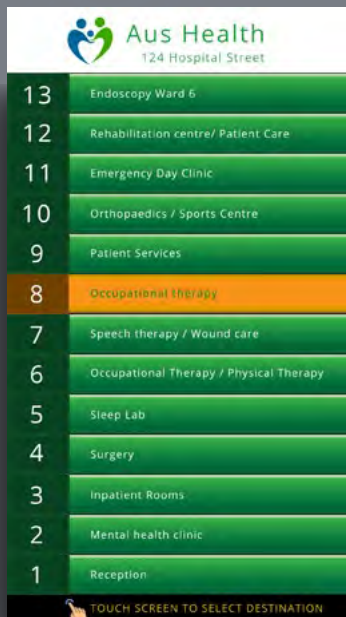 Aus Health
124 Hospital Street
13 Endoscopy Ward 6
12 Rehabilitation centre/ Patient Care
11 Emergency Day Clinic
10 Orthopaedics / Sports Centre
9 Patient Services
8 Occupational therapy
7 Speech therapy / Wound care
6 Occupational Therapy / Physical Therapy
5 Sleep Lab
4 Surgery
3 Inpatient Rooms
2 Mental health clinic
1 Reception
TOUCH SCREEN TO SELECT DESTINATION